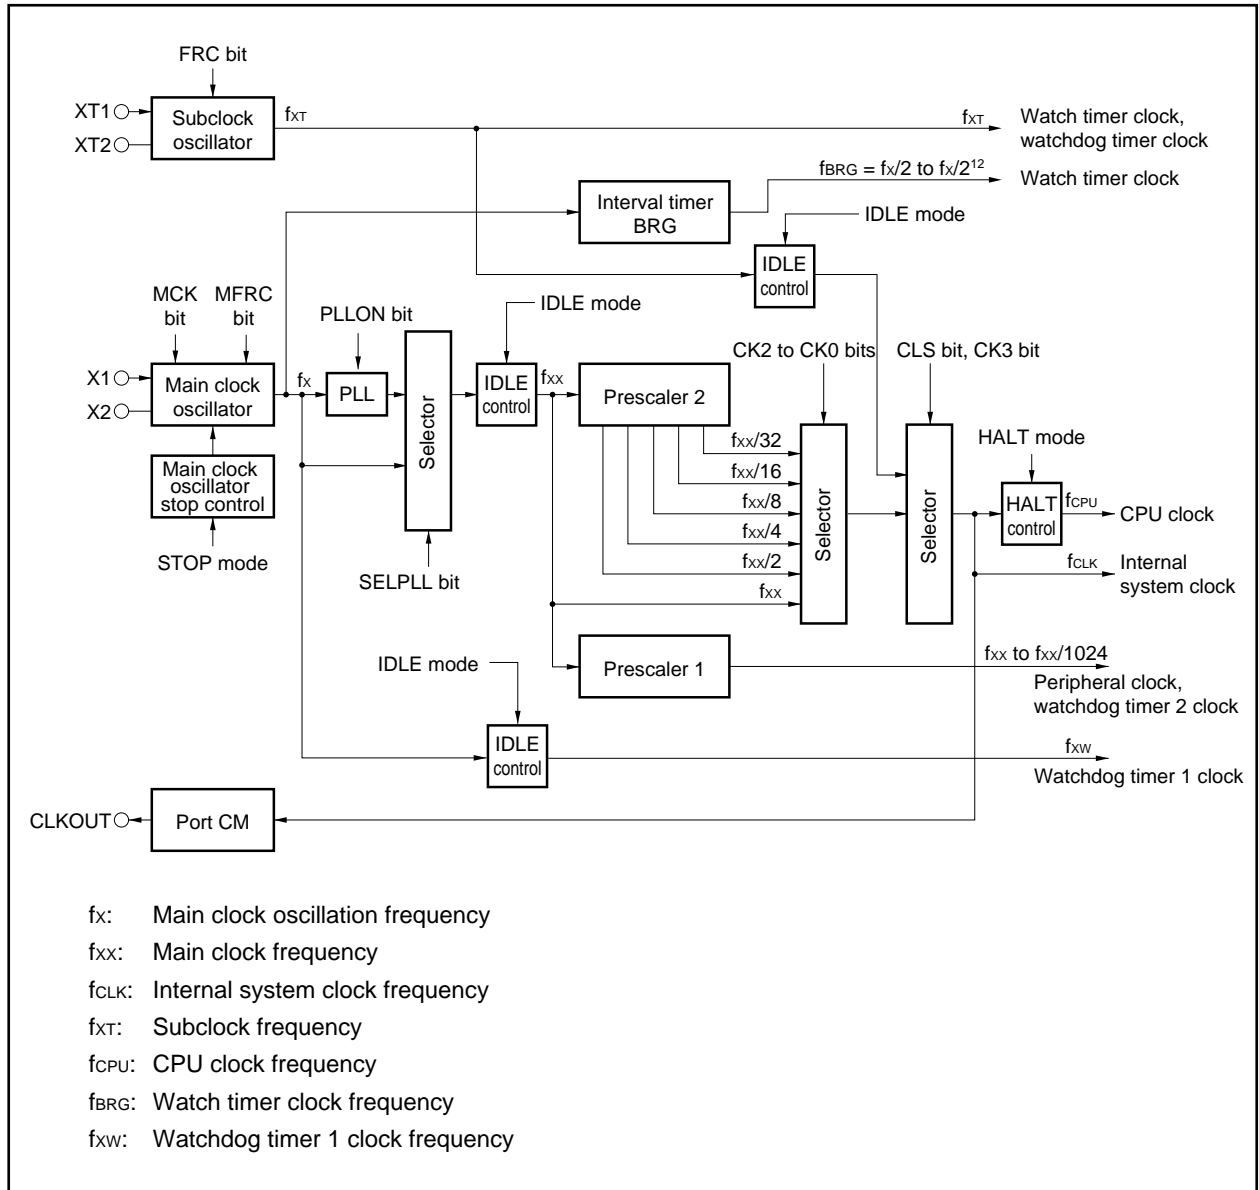 FRC bit
XT1
XT2
Subclock
oscillator
fXT
fXT
Watch timer clock,
watchdog timer clock
fBRG = fX/2 to fX/2¹²
Watch timer clock
Interval timer
BRG
IDLE mode
IDLE
control
MCK
bit
MFRC
bit
PLLON bit
IDLE mode
CK2 to CK0 bits
CLS bit, CK3 bit
X1
X2
Main clock
oscillator
fX
PLL
Selector
IDLE
control
fXX
Prescaler 2
fXX/32
fXX/16
fXX/8
fXX/4
fXX/2
fXX
Selector
Selector
HALT mode
HALT
control
fCPU
CPU clock
fCLK
Internal
system clock
Main clock
oscillator
stop control
STOP mode
SELPLL bit
IDLE mode
Prescaler 1
fXX to fXX/1024
Peripheral clock,
watchdog timer 2 clock
IDLE
control
fXW
Watchdog timer 1 clock
CLKOUT
Port CM
fX: Main clock oscillation frequency
fXX: Main clock frequency
fCLK: Internal system clock frequency
fXT: Subclock frequency
fCPU: CPU clock frequency
fBRG: Watch timer clock frequency
fXW: Watchdog timer 1 clock frequency